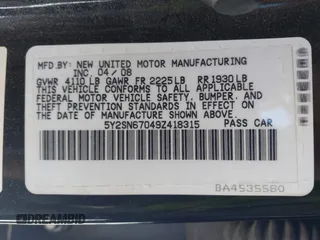 MFD.BY: NEW UNITED MOTOR MANUFACTURING
INC. 04/08
GVWR 4110 LB GAWR FR 2225LB RR1930LB
THIS VEHICLE CONFORMS TO ALL APPLICABLE
FEDERAL MOTOR VEHICLE SAFETY, BUMPER, AND
THEFT PREVENTION STANDARDS IN EFFECT ON
THE DATE OF MANUFACTURE SHOWN ABOVE.
5Y2SN67049Z418315 PASS CAR
BA4535580
DREAMBID